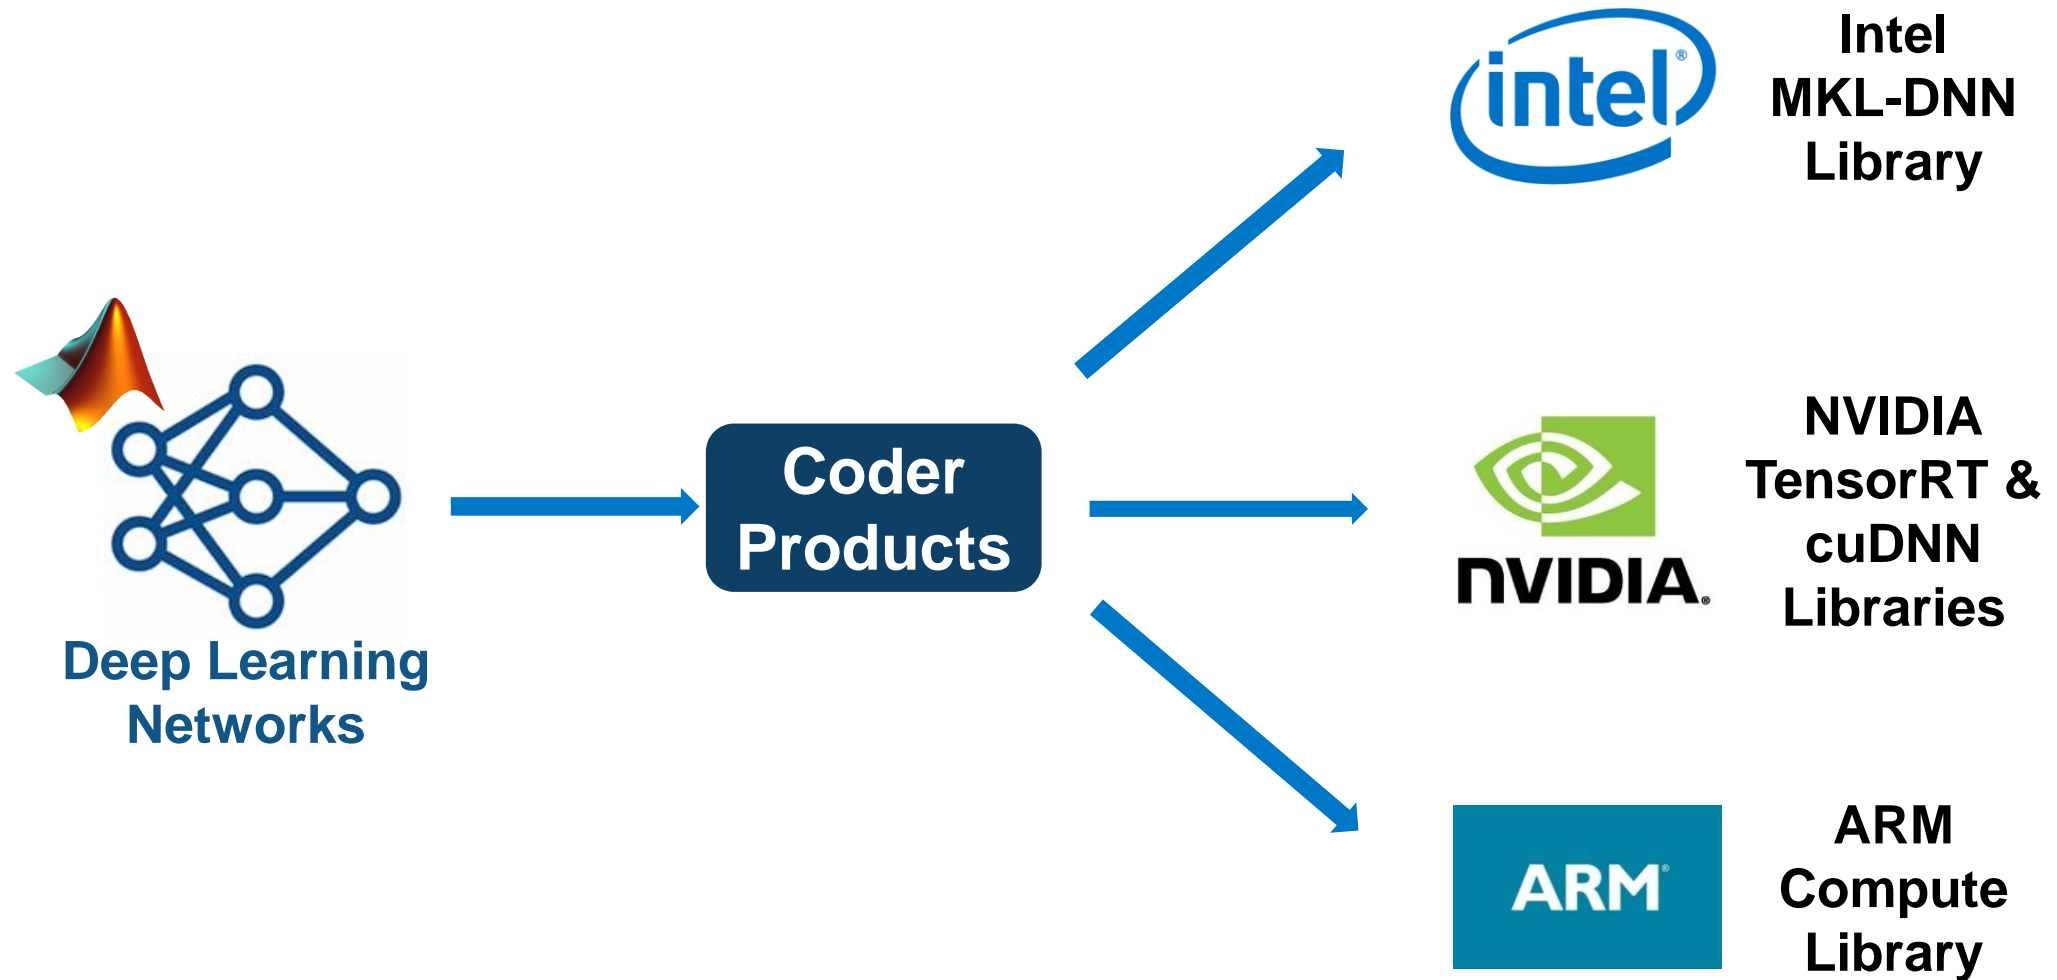 intel®
Intel
MKL-DNN
Library
Deep Learning
Networks
Coder
Products
NVIDIA.
NVIDIA
TensorRT &
cuDNN
Libraries
ARM®
ARM
Compute
Library